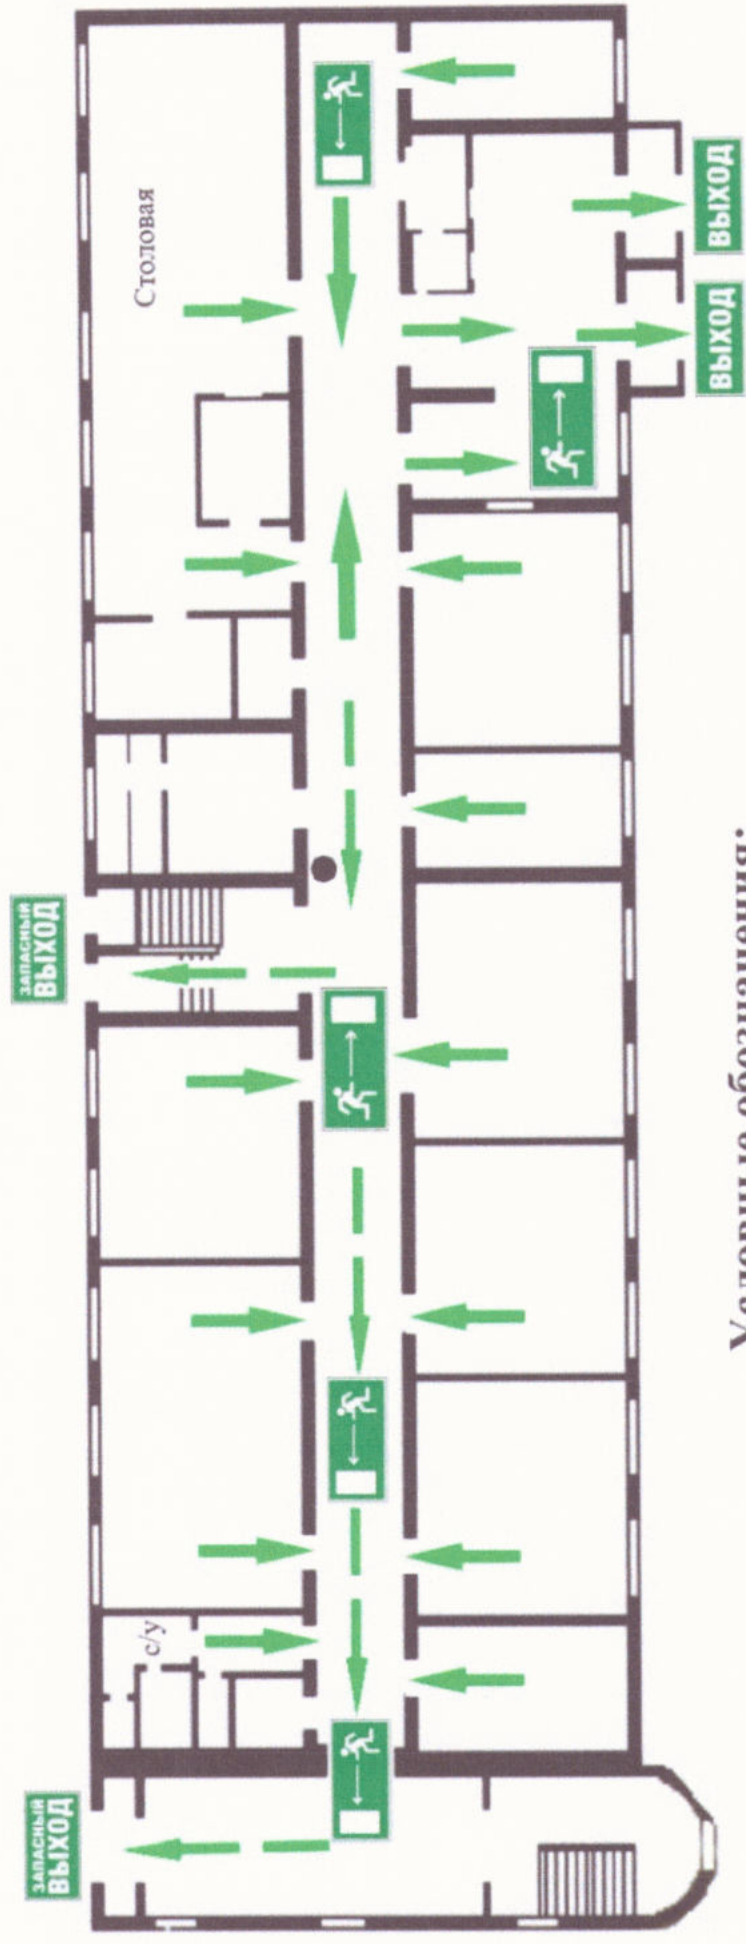 ЗАПАСНЫЙ
ВЫХОД
ЗАПАСНЫЙ
ВЫХОД
с/у
Столовая
ВЫХОД
ВЫХОД
Условные обозначения: